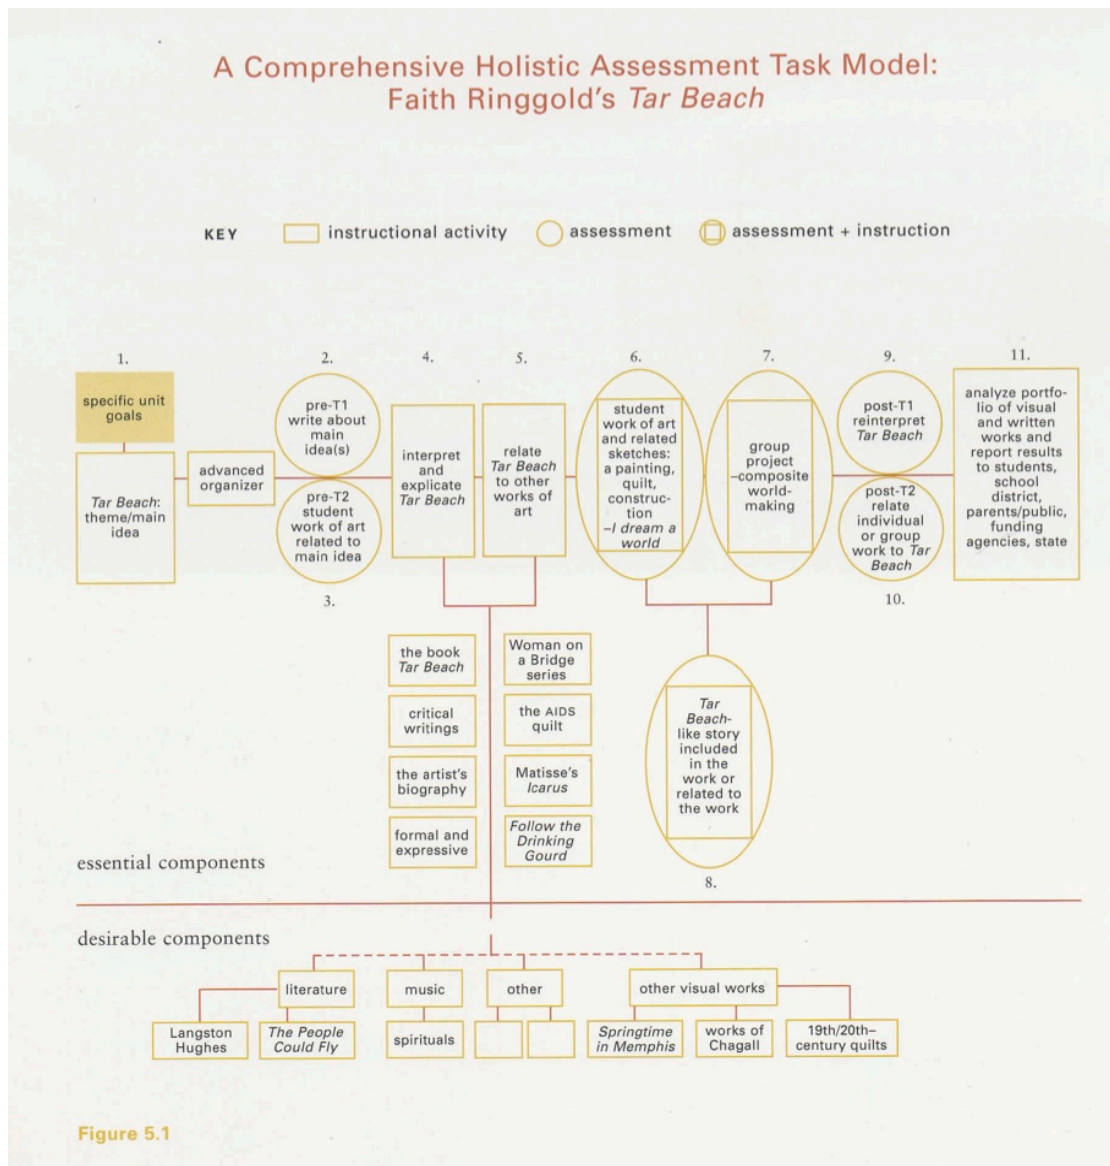 A Comprehensive Holistic Assessment Task Model:
Faith Ringgold's Tar Beach
KEY
instructional activity
assessment
assessment + instruction
1.
specific unit
goals
Tar Beach:
theme/main
idea
advanced
organizer
2.
pre-T1
write about
main
idea(s)
pre-T2
student
work of art
related to
main idea
3.
4.
interpret
and
explicate
Tar Beach
5.
relate
Tar Beach
to other
works of
art
6.
student
work of art
and related
sketches:
a painting,
quilt,
construc-
tion
–I dream a
world
7.
group
project
–composite
world-
making
9.
post-T1
reinterpret
Tar Beach
post-T2
relate
individual
or group
work to Tar
Beach
10.
11.
analyze portfo-
lio of visual
and written
works and
report results
to students,
school
district,
parents/public,
funding
agencies, state
the book
Tar Beach
critical
writings
the artist's
biography
formal and
expressive
Woman on
a Bridge
series
the AIDS
quilt
Matisse's
Icarus
Follow the
Drinking
Gourd
Tar
Beach-
like story
included
in the
work or
related to
the work
8.
essential components
desirable components
literature
music
other
other visual works
Langston
Hughes
The People
Could Fly
spirituals
Springtime
in Memphis
works of
Chagall
19th/20th–
century quilts
Figure 5.1